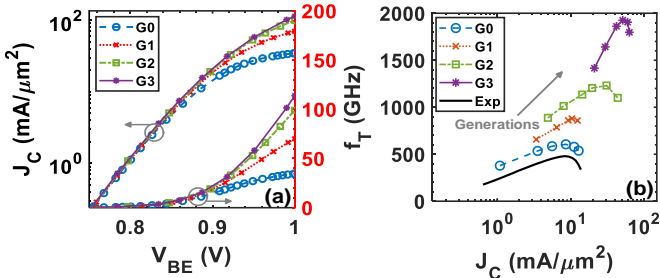 10²
10⁰
J_C (mA/μm²)
G0
G1
G2
G3
(a)
0.8
0.9
1
V_BE (V)
200
150
100
50
0
f_T (GHz)
2000
1500
1000
500
0
G0
G1
G2
G3
Exp
Generations
(b)
10⁰
10¹
10²
J_C (mA/μm²)